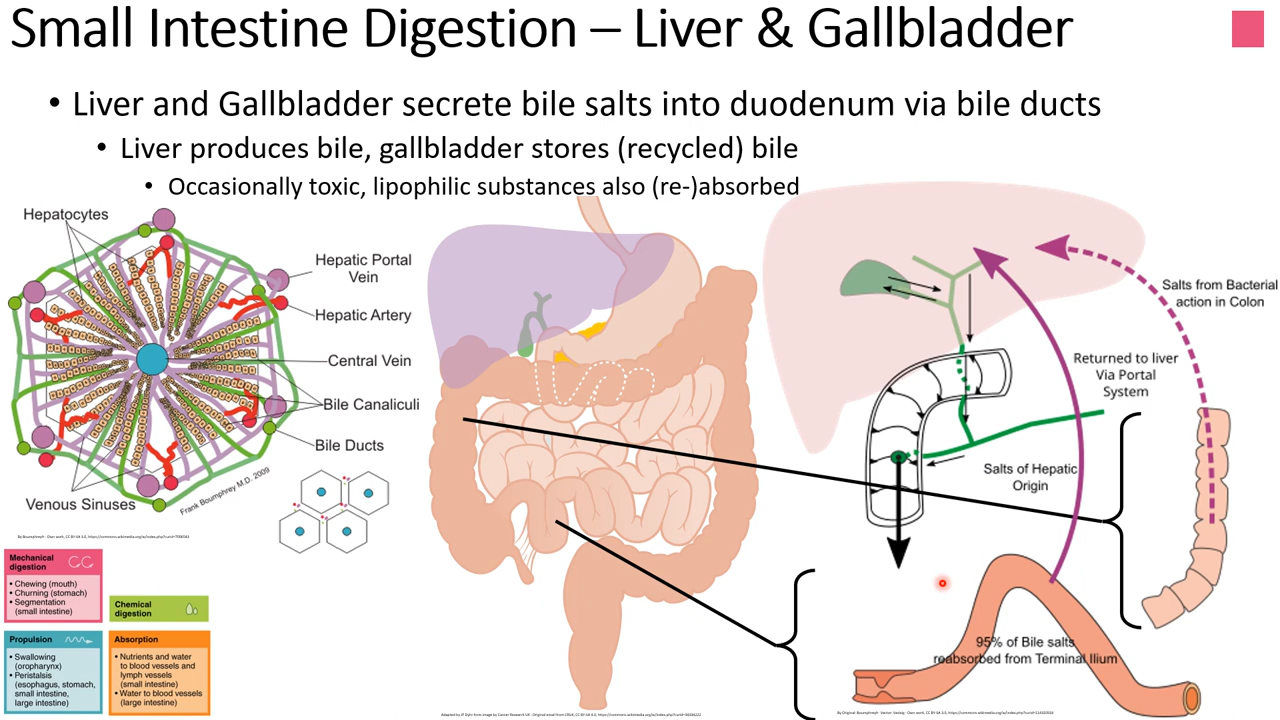 Small Intestine Digestion – Liver & Gallbladder
• Liver and Gallbladder secrete bile salts into duodenum via bile ducts
• Liver produces bile, gallbladder stores (recycled) bile
• Occasionally toxic, lipophilic substances also (re-)absorbed
Hepatocytes
Hepatic Portal
Vein
Hepatic Artery
Central Vein
Bile Canaliculi
Bile Ducts
Venous Sinuses
Frank Boumphrey M.D. 2009
Salts from Bacterial
action in Colon
Returned to liver
Via Portal
System
Salts of Hepatic
Origin
95% of Bile salts
reabsorbed from Terminal Ilium
Mechanical
digestion
• Chewing (mouth)
• Churning (stomach)
• Segmentation
(small intestine)
Chemical
digestion
Propulsion
• Swallowing
(oropharynx)
• Peristalsis
(esophagus, stomach,
small intestine,
large intestine)
Absorption
• Nutrients and water
to blood vessels and
lymph vessels
(small intestine)
• Water to blood vessels
(large intestine)